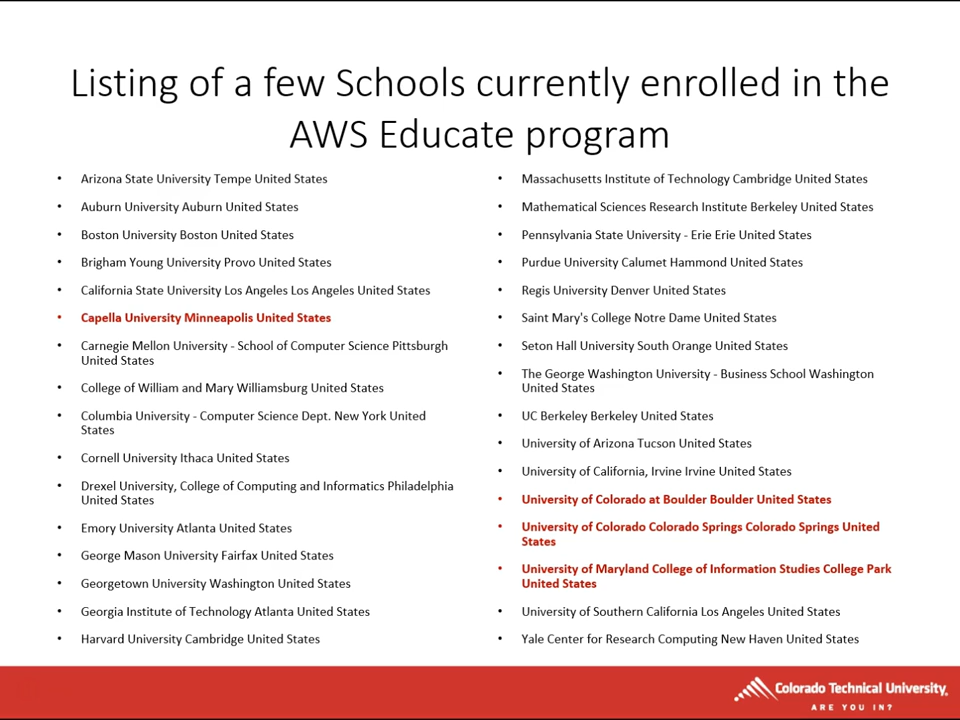 Listing of a few Schools currently enrolled in the
AWS Educate program
• Arizona State University Tempe United States
• Auburn University Auburn United States
• Boston University Boston United States
• Brigham Young University Provo United States
• California State University Los Angeles Los Angeles United States
• Capella University Minneapolis United States
• Carnegie Mellon University - School of Computer Science Pittsburgh
United States
• College of William and Mary Williamsburg United States
• Columbia University - Computer Science Dept. New York United
States
• Cornell University Ithaca United States
• Drexel University, College of Computing and Informatics Philadelphia
United States
• Emory University Atlanta United States
• George Mason University Fairfax United States
• Georgetown University Washington United States
• Georgia Institute of Technology Atlanta United States
• Harvard University Cambridge United States
• Massachusetts Institute of Technology Cambridge United States
• Mathematical Sciences Research Institute Berkeley United States
• Pennsylvania State University - Erie Erie United States
• Purdue University Calumet Hammond United States
• Regis University Denver United States
• Saint Mary's College Notre Dame United States
• Seton Hall University South Orange United States
• The George Washington University - Business School Washington
United States
• UC Berkeley Berkeley United States
• University of Arizona Tucson United States
• University of California, Irvine Irvine United States
• University of Colorado at Boulder Boulder United States
• University of Colorado Colorado Springs Colorado Springs United
States
• University of Maryland College of Information Studies College Park
United States
• University of Southern California Los Angeles United States
• Yale Center for Research Computing New Haven United States
Colorado Technical University.
ARE YOU IN?